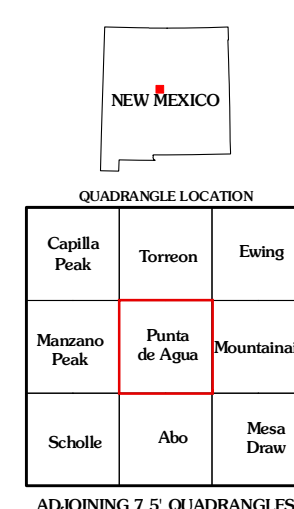 NEW MEXICO
QUADRANGLE LOCATION
Capilla
Peak
Torreon
Ewing
Manzano
Peak
Punta
de Agua
Mountainai
Scholle
Abo
Mesa
Draw
ADJOINING 7.5' QUADRANGLES